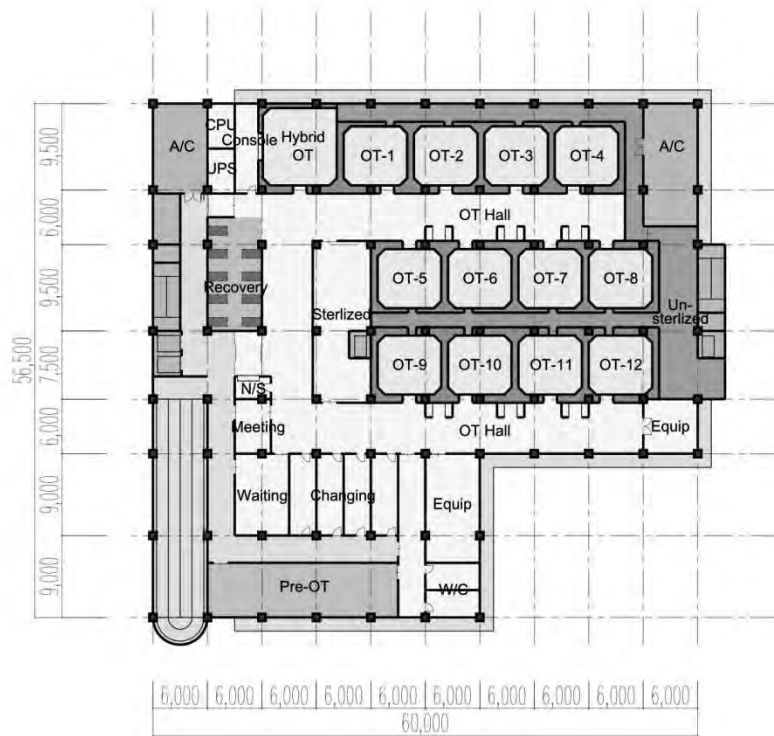 CPU
Console
A/C
UPS
Hybrid
OT
OT-1
OT-2
OT-3
OT-4
A/C
OT Hall
Recovery
Sterlized
OT-5
OT-6
OT-7
OT-8
Un-
sterlized
OT-9
OT-10
OT-11
OT-12
N/S
Meeting
OT Hall
Equip
Waiting
Changing
Equip
Pre-OT
W/C
9,500
6,000
9,500
7,500
6,000
9,000
9,000
56,500
6,000
6,000
6,000
6,000
6,000
6,000
6,000
6,000
6,000
6,000
60,000